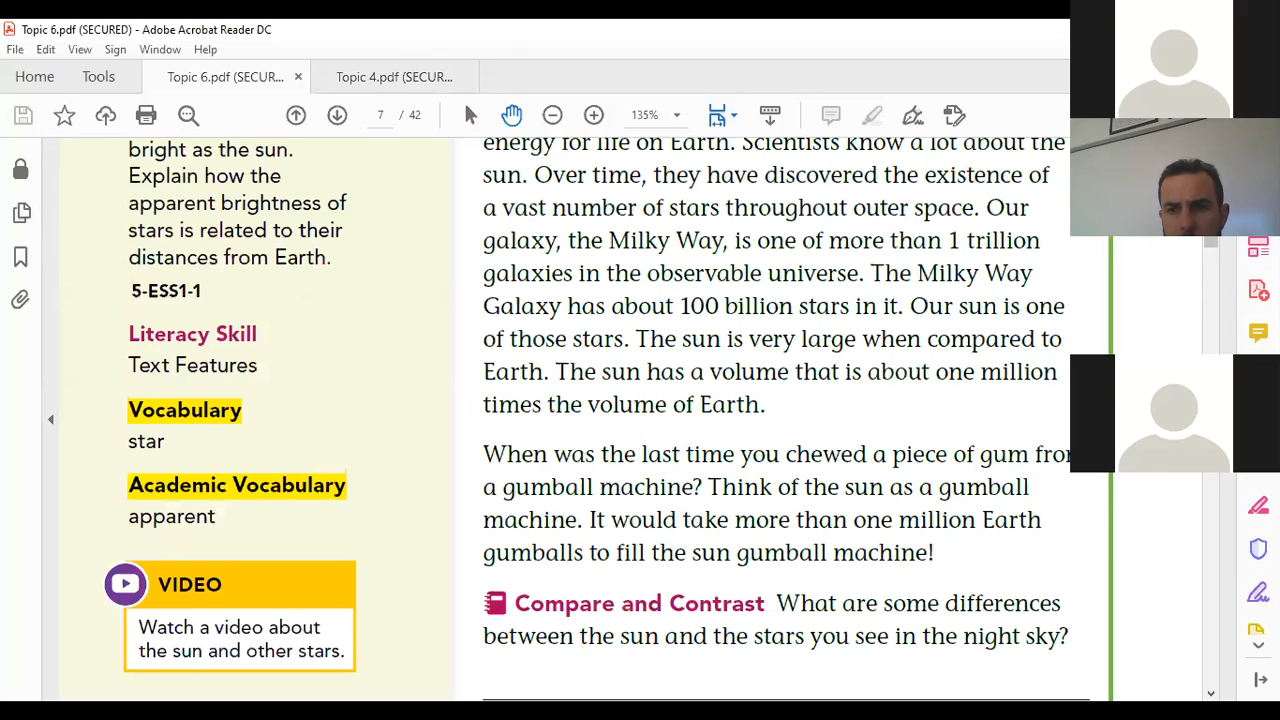 Topic 6.pdf (SECURED) - Adobe Acrobat Reader DC
File Edit View Sign Window Help
Home Tools Topic 6.pdf (SECUR... × Topic 4.pdf (SECUR...
7 / 42 135%
bright as the sun.
Explain how the
apparent brightness of
stars is related to their
distances from Earth.
5-ESS1-1
Literacy Skill
Text Features
Vocabulary
star
Academic Vocabulary
apparent
VIDEO
Watch a video about
the sun and other stars.
energy for life on Earth. Scientists know a lot about the
sun. Over time, they have discovered the existence of
a vast number of stars throughout outer space. Our
galaxy, the Milky Way, is one of more than 1 trillion
galaxies in the observable universe. The Milky Way
Galaxy has about 100 billion stars in it. Our sun is one
of those stars. The sun is very large when compared to
Earth. The sun has a volume that is about one million
times the volume of Earth.
When was the last time you chewed a piece of gum from
a gumball machine? Think of the sun as a gumball
machine. It would take more than one million Earth
gumballs to fill the sun gumball machine!
Compare and Contrast What are some differences
between the sun and the stars you see in the night sky?